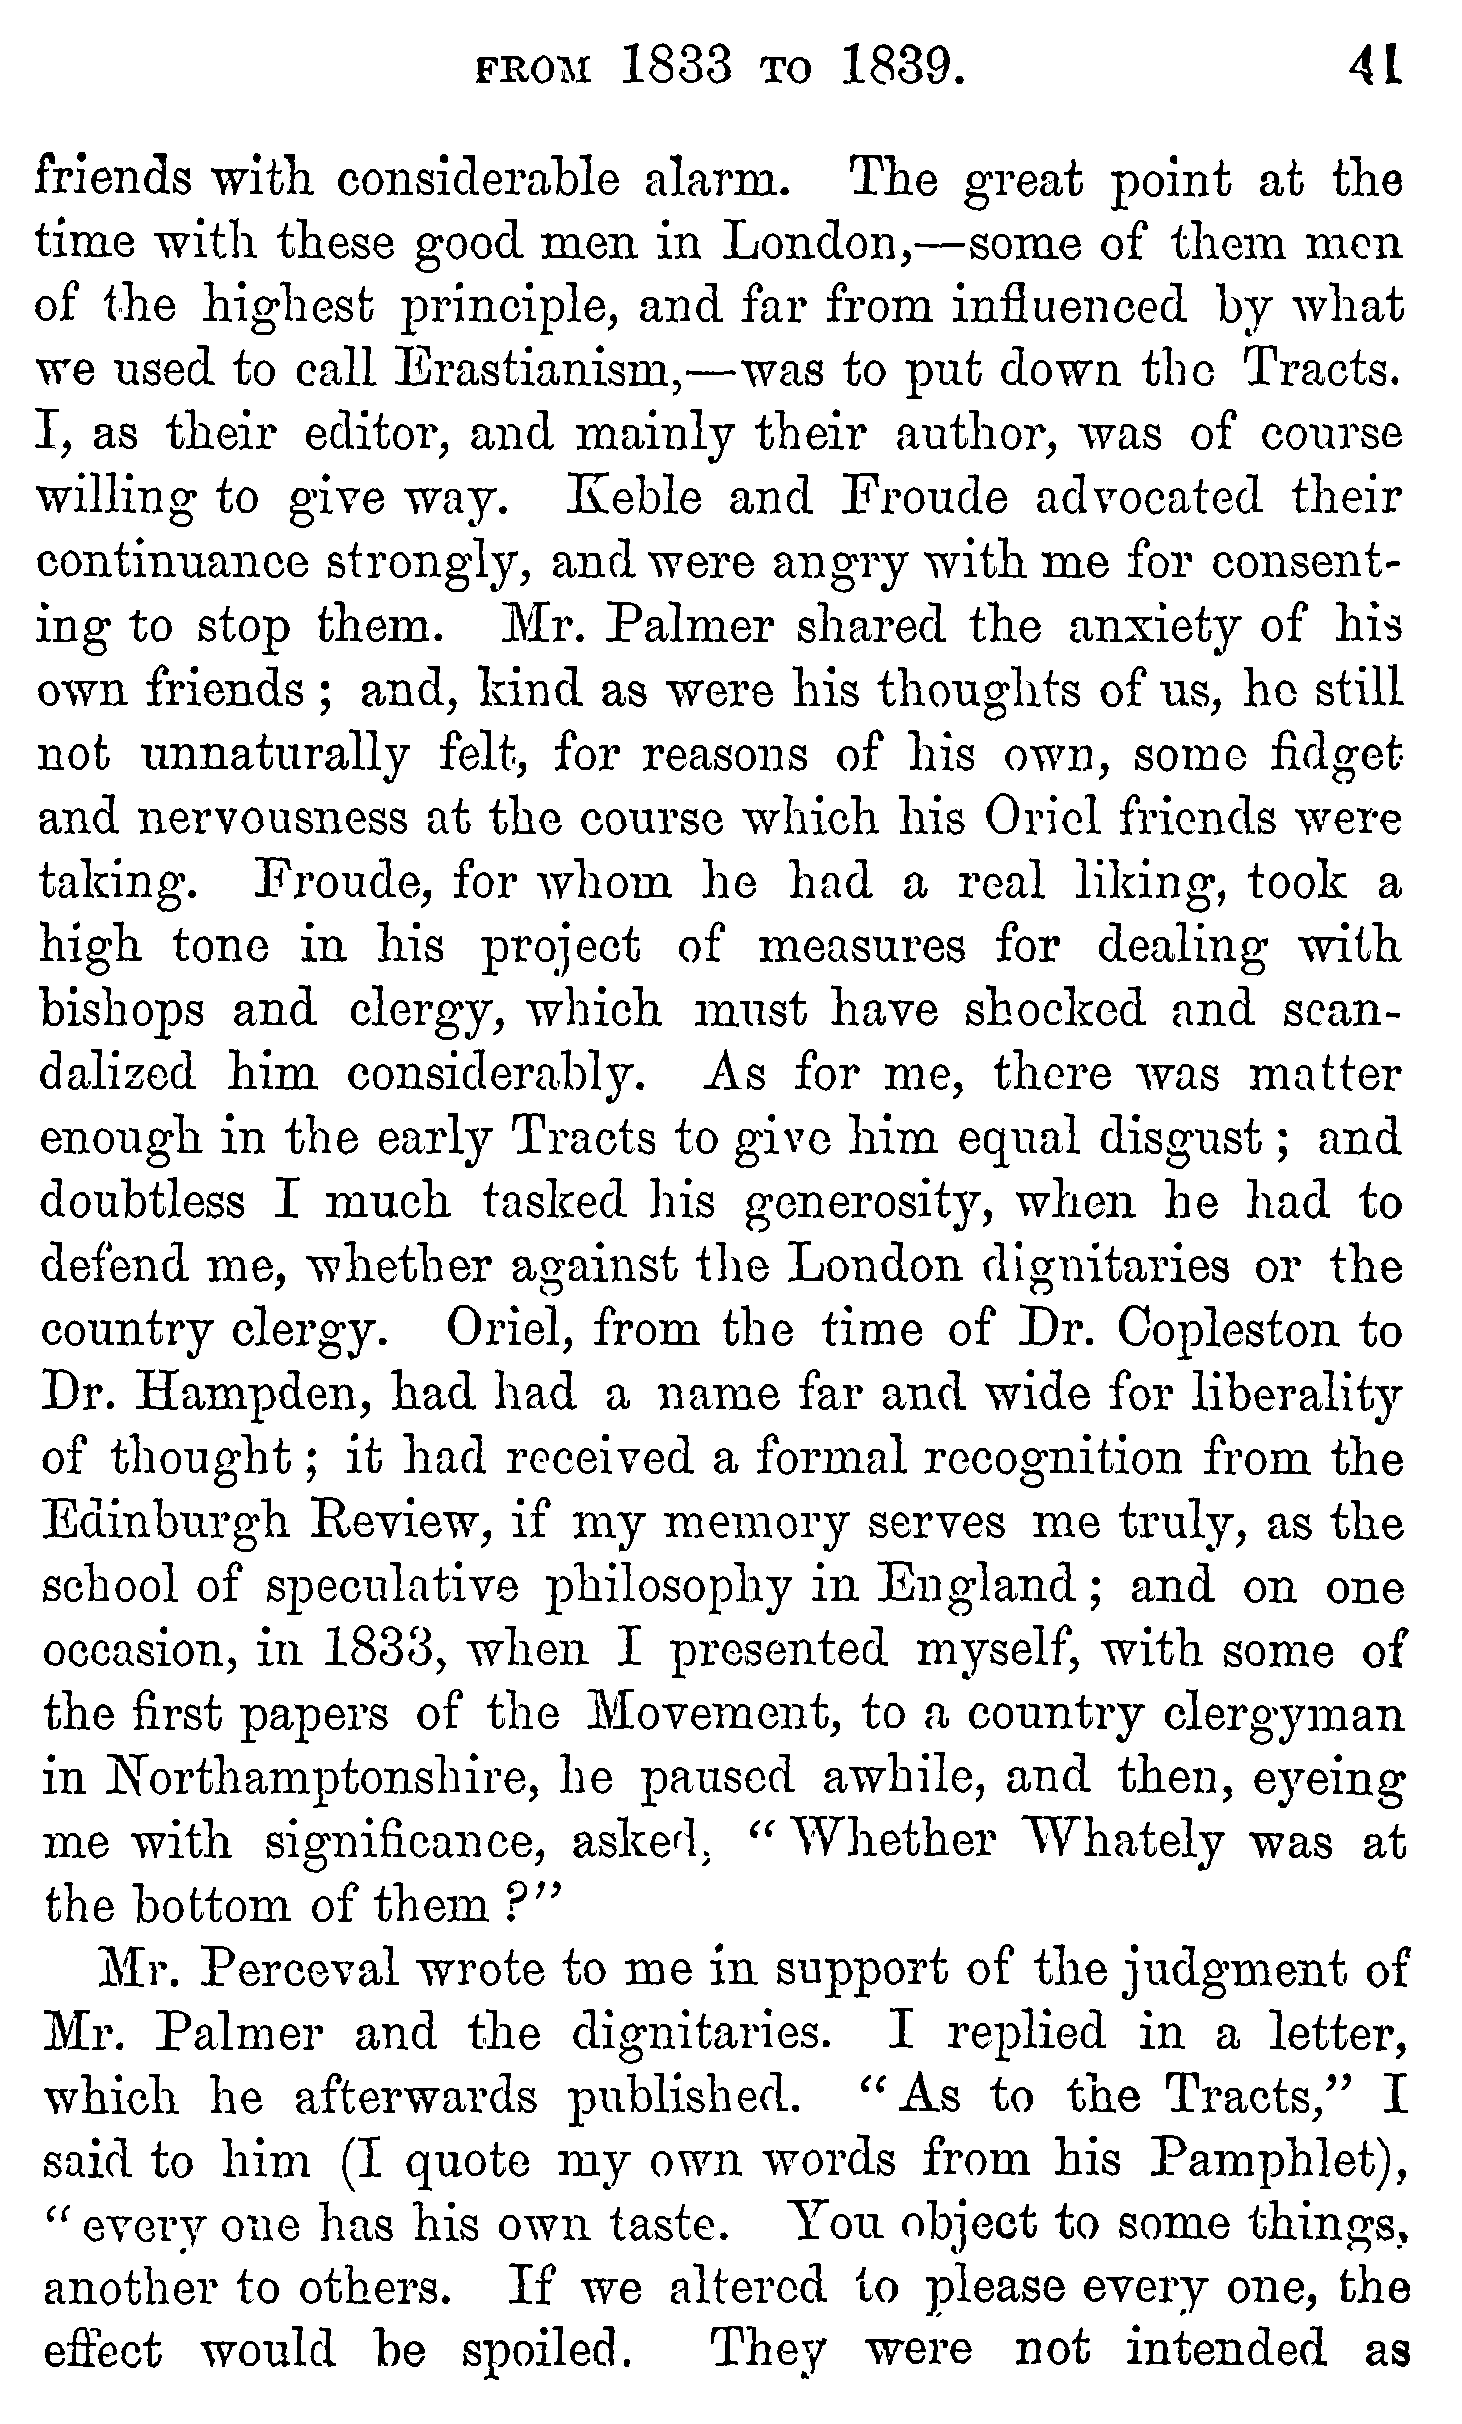 FROM 1833 TO 1839. 41
friends with considerable alarm. The great point at the
time with these good men in London,—some of them men
of the highest principle, and far from influenced by what
we used to call Erastianism,—was to put down the Tracts.
I, as their editor, and mainly their author, was of course
willing to give way. Keble and Froude advocated their
continuance strongly, and were angry with me for consent-
ing to stop them. Mr. Palmer shared the anxiety of his
own friends ; and, kind as were his thoughts of us, he still
not unnaturally felt, for reasons of his own, some fidget
and nervousness at the course which his Oriel friends were
taking. Froude, for whom he had a real liking, took a
high tone in his project of measures for dealing with
bishops and clergy, which must have shocked and scan-
dalized him considerably. As for me, there was matter
enough in the early Tracts to give him equal disgust ; and
doubtless I much tasked his generosity, when he had to
defend me, whether against the London dignitaries or the
country clergy. Oriel, from the time of Dr. Copleston to
Dr. Hampden, had had a name far and wide for liberality
of thought ; it had received a formal recognition from the
Edinburgh Review, if my memory serves me truly, as the
school of speculative philosophy in England ; and on one
occasion, in 1833, when I presented myself, with some of
the first papers of the Movement, to a country clergyman
in Northamptonshire, he paused awhile, and then, eyeing
me with significance, asked, “ Whether Whately was at
the bottom of them ?”
Mr. Perceval wrote to me in support of the judgment of
Mr. Palmer and the dignitaries. I replied in a letter,
which he afterwards published. “ As to the Tracts,” I
said to him (I quote my own words from his Pamphlet),
“ every one has his own taste. You object to some things,
another to others. If we altered to please every one, the
effect would be spoiled. They were not intended as